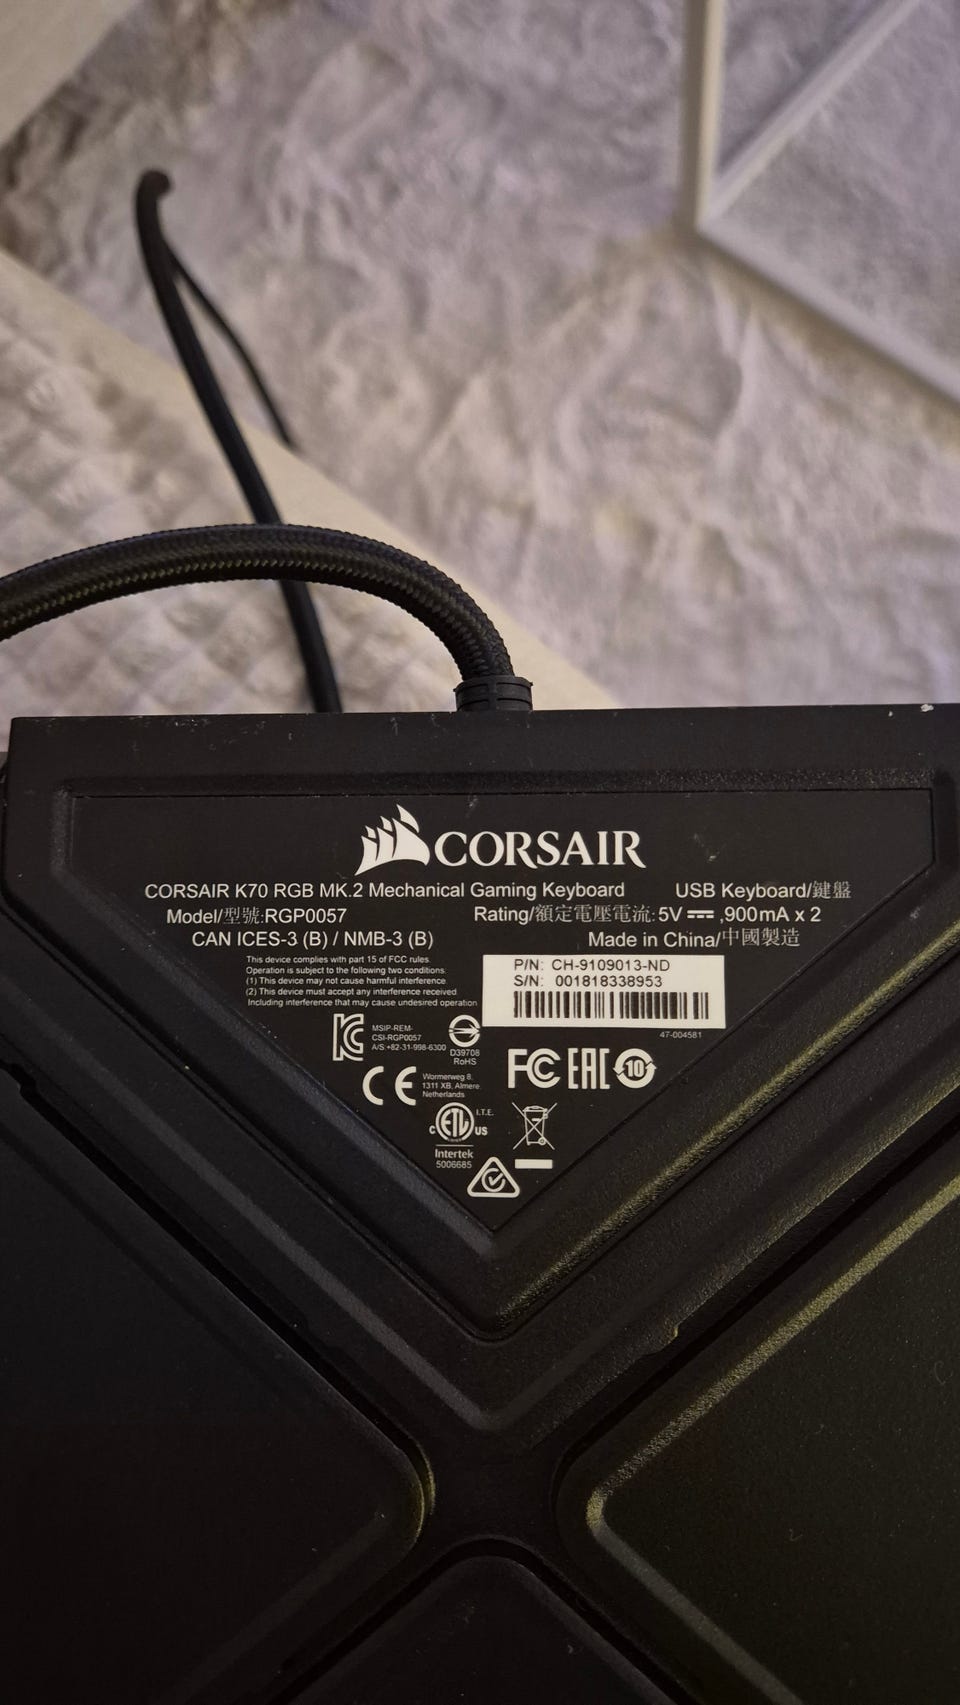 CORSAIR
CORSAIR K70 RGB MK.2 Mechanical Gaming Keyboard USB Keyboard/鍵盤
Model/型號:RGP0057 Rating/額定電壓電流: 5V ⎓ ,900mA x 2
CAN ICES-3 (B) / NMB-3 (B) Made in China/中國製造
This device complies with part 15 of FCC rules.
Operation is subject to the following two conditions:
(1) This device may not cause harmful interference
(2) This device must accept any interference received
Including interference that may cause undesired operation
P/N: CH-9109013-ND
S/N: 001818338953
47-004581
MSIP-REM-
CSI-RGP0057
A/S:+82-31-998-6300
D39708
RoHS
FC EAC 10
CE
Wormerweg 8,
1311 XB, Almere
Netherlands
c ETL us
I.T.E.
Intertek
5006685